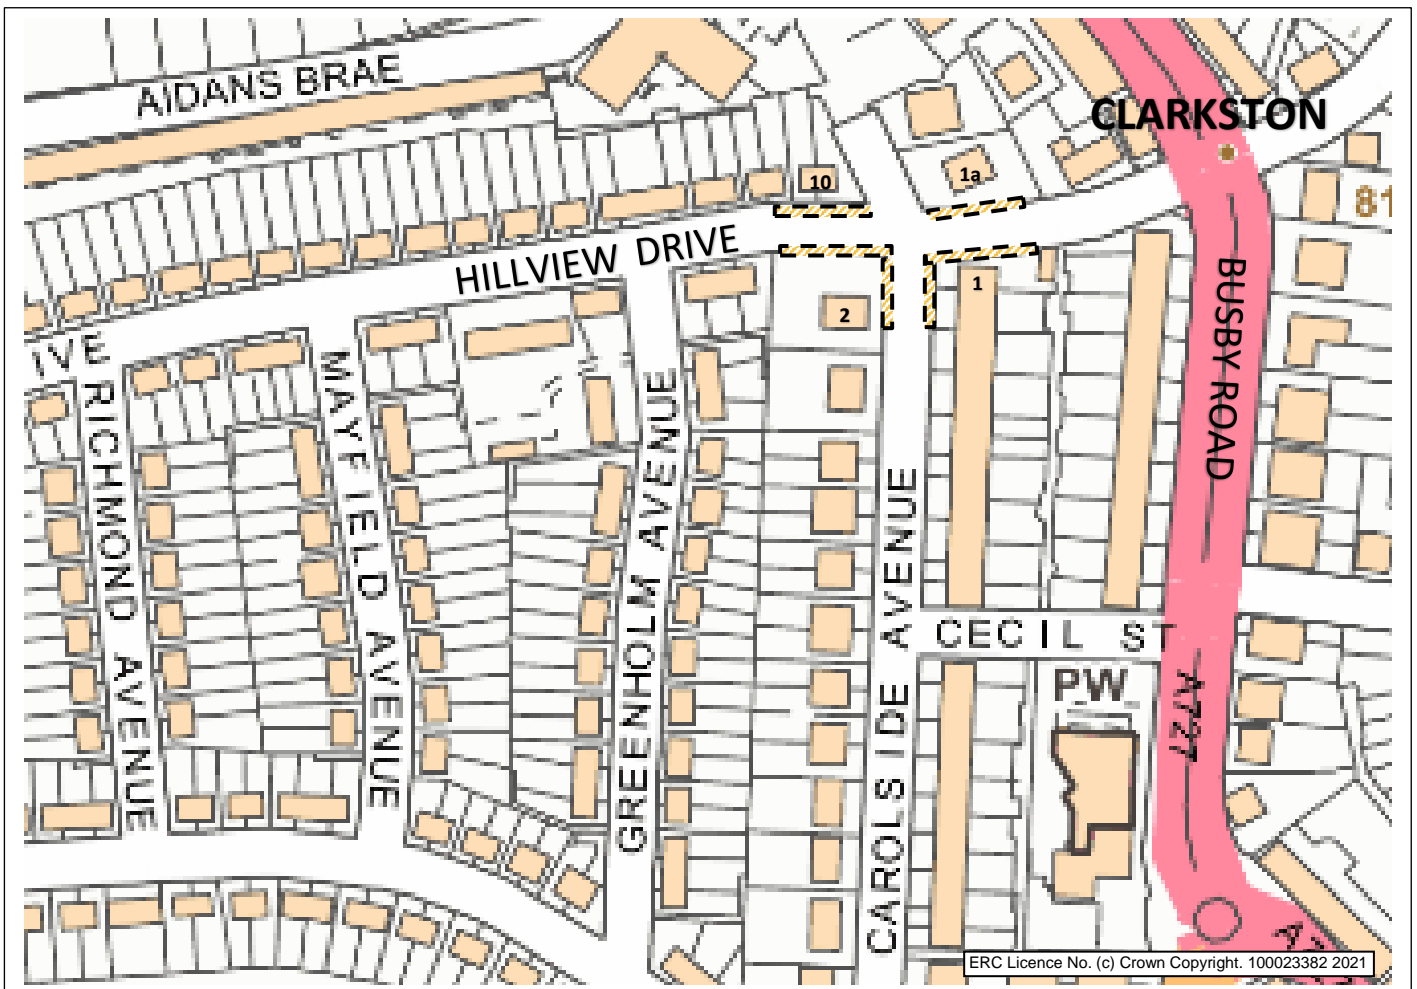 AIDANS BRAE
CLARKSTON
10
1a
81
HILLVIEW DRIVE
BUSBY ROAD
1
2
IVE
RICHMOND AVENUE
MAYFIELD AVENUE
GREENHOLM AVENUE
CAROLSIDE AVENUE
CECIL ST
PW
A727
ERC Licence No. (c) Crown Copyright. 100023382 2021